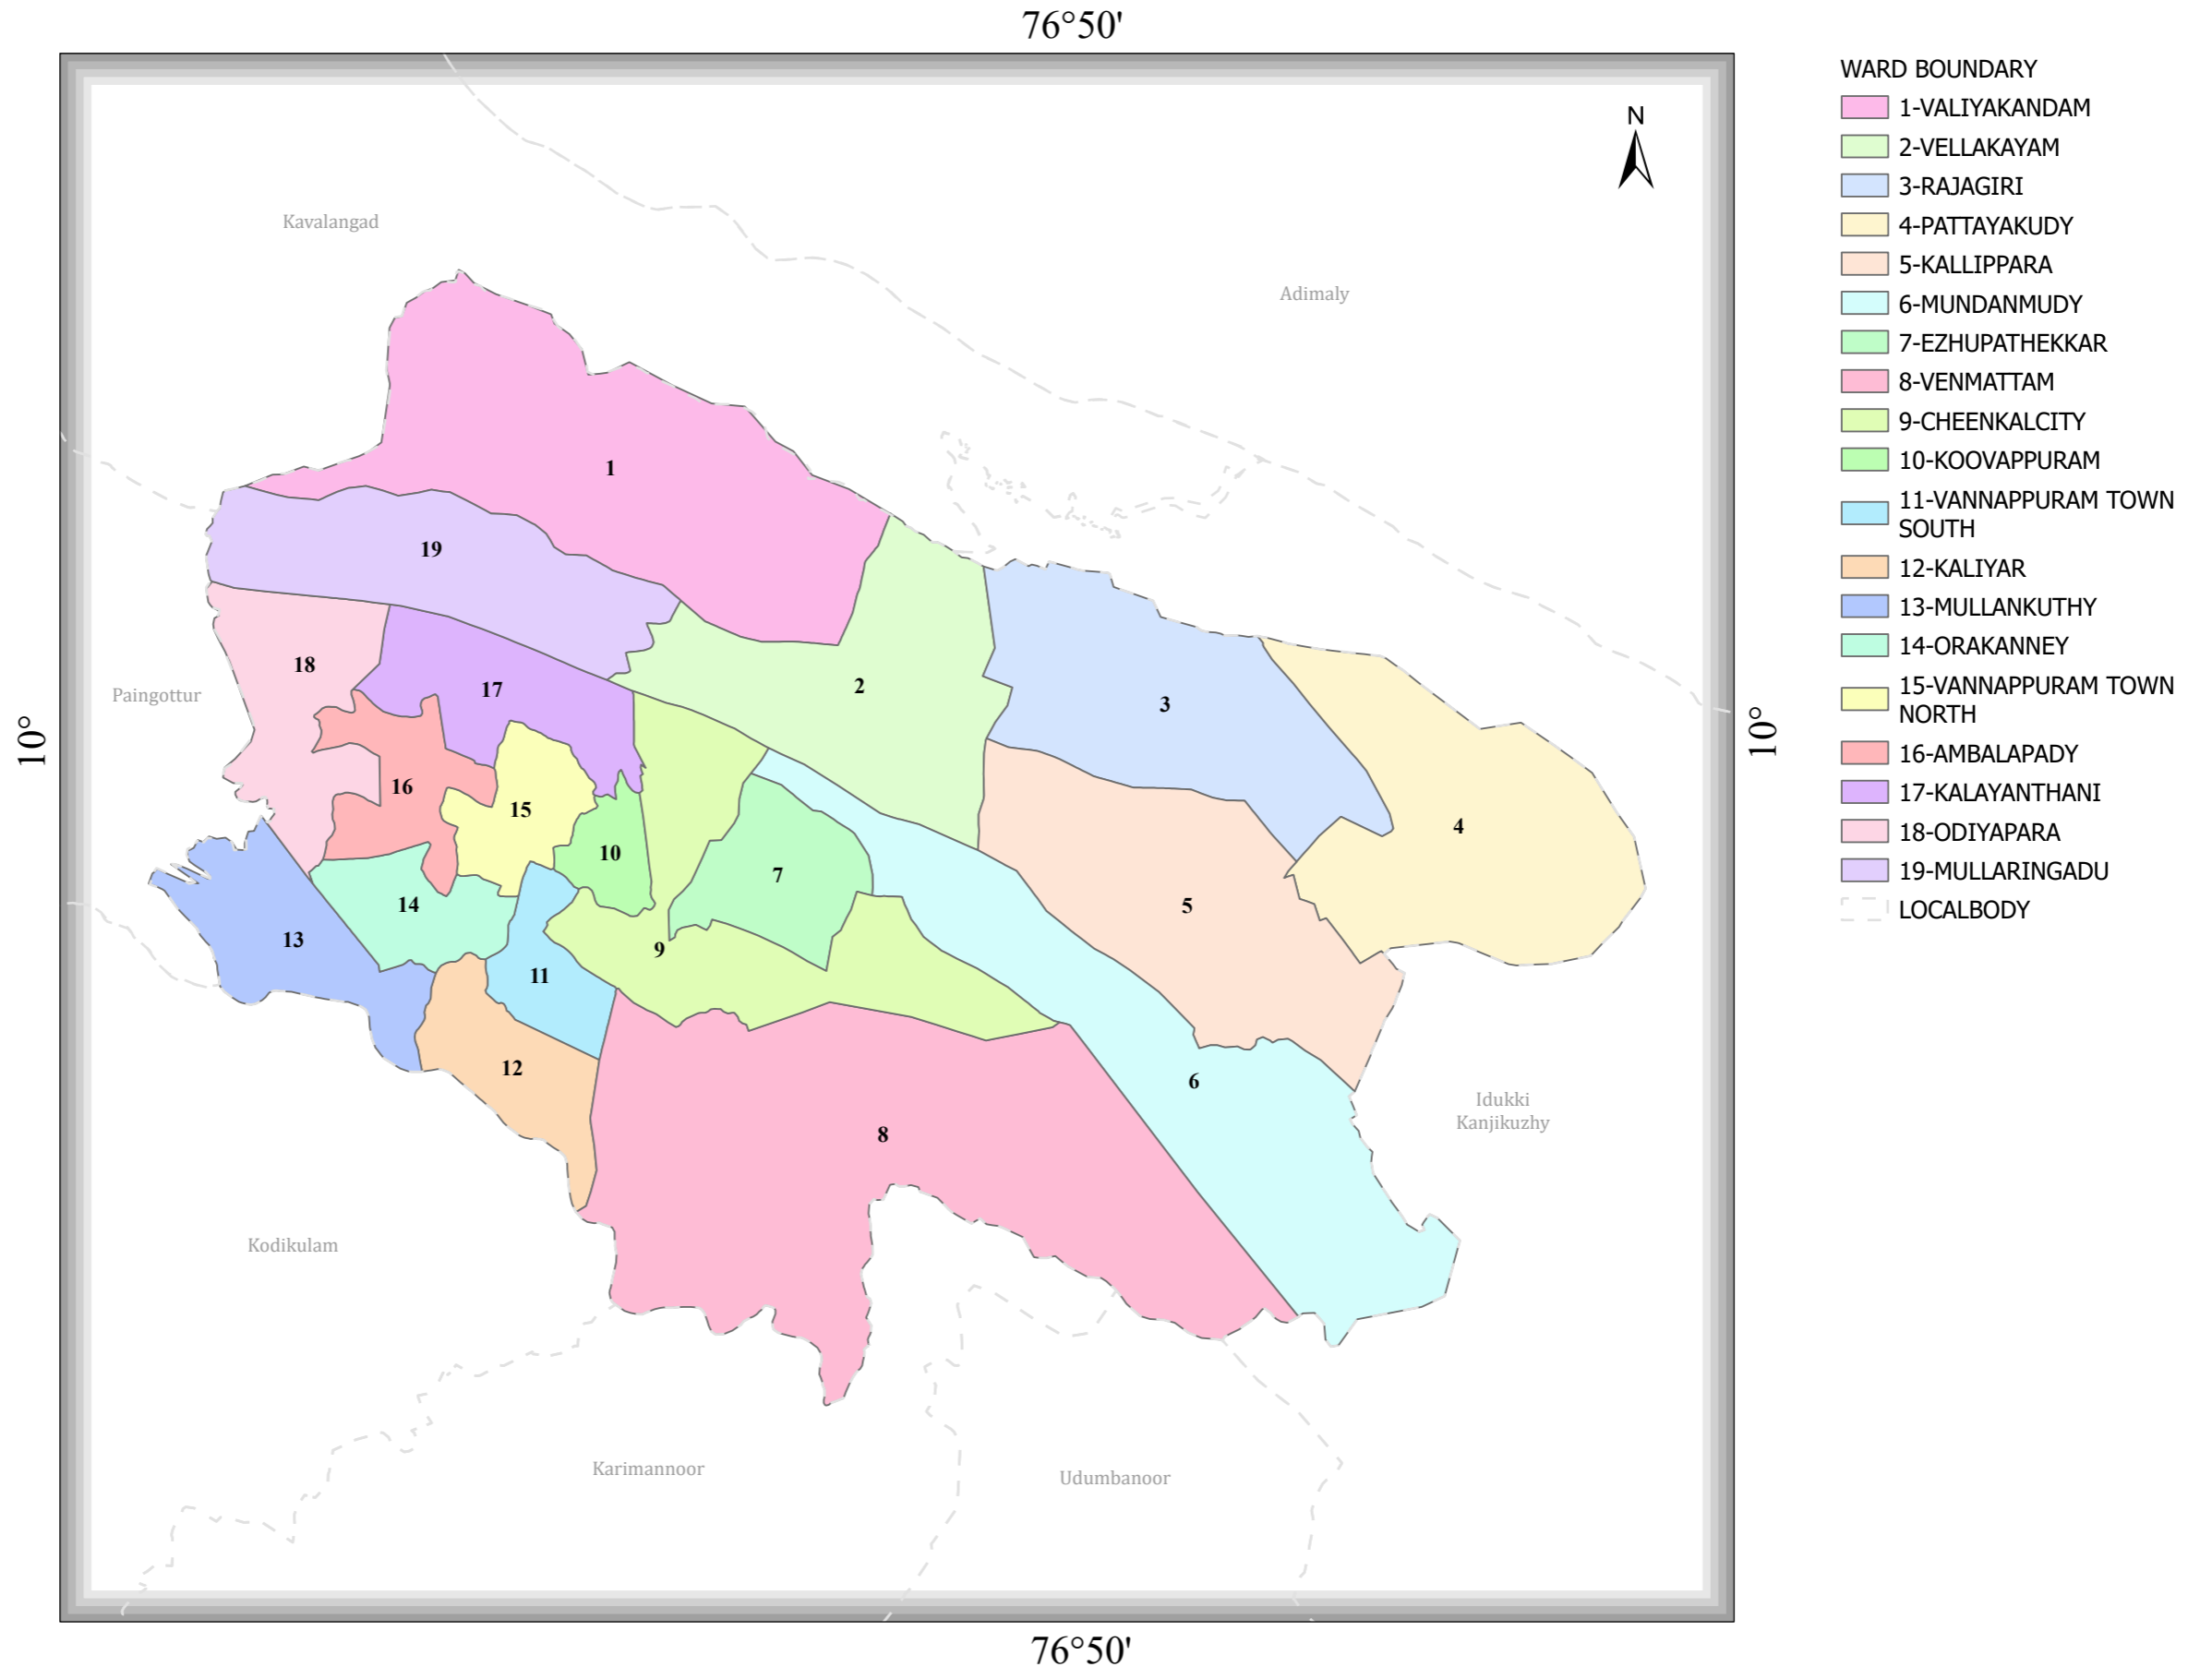 76°50'
WARD BOUNDARY
1-VALIYAKANDAM
2-VELLAKAYAM
3-RAJAGIRI
4-PATTAYAKUDY
5-KALLIPPARA
6-MUNDANMUDY
7-EZHUPATHEKKAR
8-VENMATTAM
9-CHEENKALCITY
10-KOOVAPPURAM
11-VANNAPPURAM TOWN
SOUTH
12-KALIYAR
13-MULLANKUTHY
14-ORAKANNEY
15-VANNAPPURAM TOWN
NORTH
16-AMBALAPADY
17-KALAYANTHANI
18-ODIYAPARA
19-MULLARINGADU
LOCALBODY
N
Kavalangad
Adimaly
1
19
18
17
2
Paingottur
3
10°
10°
16
15
4
10
7
14
5
13
9
11
12
6
Idukki
Kanjikuzhy
8
Kodikulam
Karimannoor
Udumbanoor
76°50'